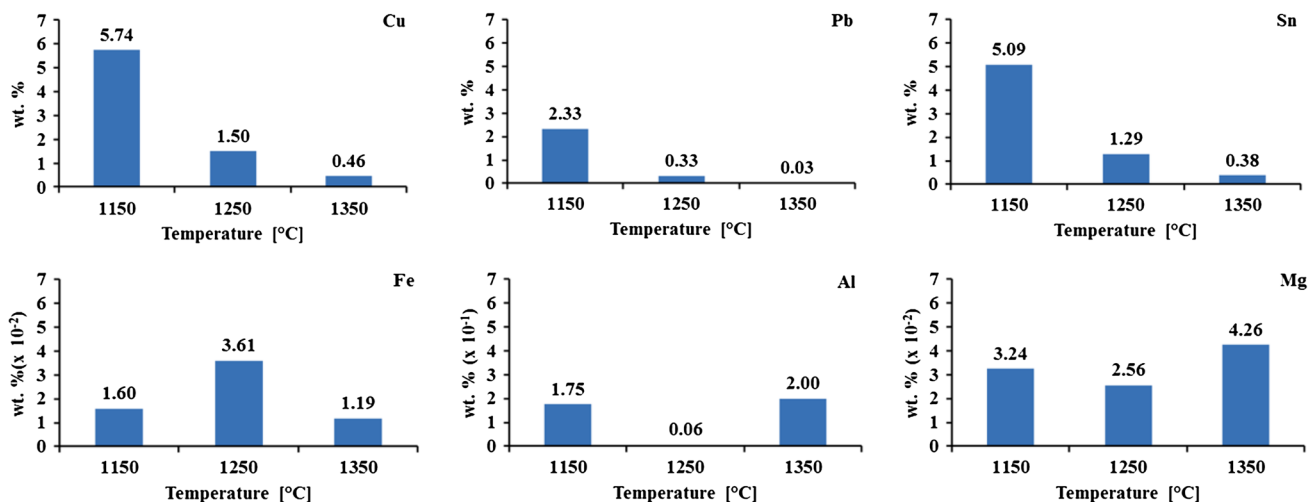 Cu
wt. %
7
6
5
4
3
2
1
0
5.74
1.50
0.46
1150 1250 1350
Temperature [°C]
Pb
wt. %
7
6
5
4
3
2
1
0
2.33
0.33
0.03
1150 1250 1350
Temperature [°C]
Sn
wt. %
7
6
5
4
3
2
1
0
5.09
1.29
0.38
1150 1250 1350
Temperature [°C]
Fe
wt. %(x 10⁻²)
7
6
5
4
3
2
1
0
1.60
3.61
1.19
1150 1250 1350
Temperature [°C]
Al
wt. % (x 10⁻¹)
7
6
5
4
3
2
1
0
1.75
0.06
2.00
1150 1250 1350
Temperature [°C]
Mg
wt. % (x 10⁻²)
7
6
5
4
3
2
1
0
3.24
2.56
4.26
1150 1250 1350
Temperature [°C]